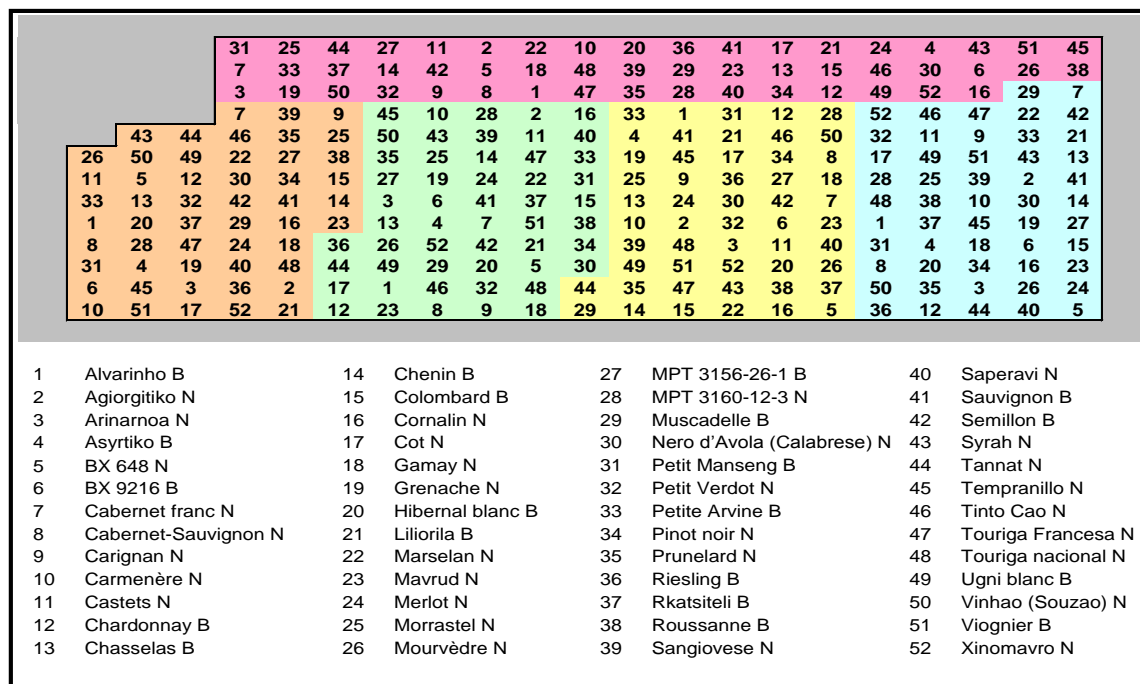 31 25 44 27 11 2 22 10 20 36 41 17 21 24 4 43 51 45
7 33 37 14 42 5 18 48 39 29 23 13 15 46 30 6 26 38
3 19 50 32 9 8 1 47 35 28 40 34 12 49 52 16 29 7
7 39 9 45 10 28 2 16 33 1 31 12 28 52 46 47 22 42
43 44 46 35 25 50 43 39 11 40 4 41 21 46 50 32 11 9 33 21
26 50 49 22 27 38 35 25 14 47 33 19 45 17 34 8 17 49 51 43 13
11 5 12 30 34 15 27 19 24 22 31 25 9 36 27 18 28 25 39 2 41
33 13 32 42 41 14 3 6 41 37 15 13 24 30 42 7 48 38 10 30 14
1 20 37 29 16 23 13 4 7 51 38 10 2 32 6 23 1 37 45 19 27
8 28 47 24 18 36 26 52 42 21 34 39 48 3 11 40 31 4 18 6 15
31 4 19 40 48 44 49 29 20 5 30 49 51 52 20 26 8 20 34 16 23
6 45 3 36 2 17 1 46 32 48 44 35 47 43 38 37 50 35 3 26 24
10 51 17 52 21 12 23 8 9 18 29 14 15 22 16 5 36 12 44 40 5
1 Alvarinho B 14 Chenin B 27 MPT 3156-26-1 B 40 Saperavi N
2 Agiorgitiko N 15 Colombard B 28 MPT 3160-12-3 N 41 Sauvignon B
3 Arinarnoa N 16 Cornalin N 29 Muscadelle B 42 Semillon B
4 Asyrtiko B 17 Cot N 30 Nero d'Avola (Calabrese) N 43 Syrah N
5 BX 648 N 18 Gamay N 31 Petit Manseng B 44 Tannat N
6 BX 9216 B 19 Grenache N 32 Petit Verdot N 45 Tempranillo N
7 Cabernet franc N 20 Hibernal blanc B 33 Petite Arvine B 46 Tinto Cao N
8 Cabernet-Sauvignon N 21 Liliorila B 34 Pinot noir N 47 Touriga Francesa N
9 Carignan N 22 Marselan N 35 Prunelard N 48 Touriga nacional N
10 Carmenère N 23 Mavrud N 36 Riesling B 49 Ugni blanc B
11 Castets N 24 Merlot N 37 Rkatsiteli B 50 Vinhao (Souzao) N
12 Chardonnay B 25 Morrastel N 38 Roussanne B 51 Viognier B
13 Chasselas B 26 Mourvèdre N 39 Sangiovese N 52 Xinomavro N